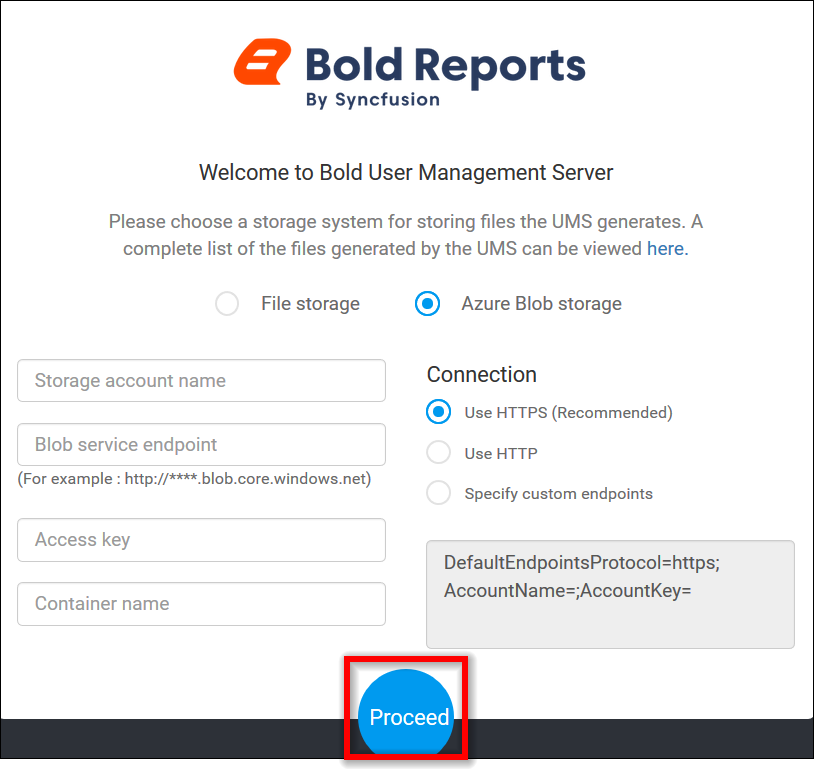 Bold Reports
By Syncfusion
Welcome to Bold User Management Server
Please choose a storage system for storing files the UMS generates. A
complete list of the files generated by the UMS can be viewed here.
File storage
Azure Blob storage
Storage account name
Blob service endpoint
(For example : http://****.blob.core.windows.net)
Access key
Container name
Connection
Use HTTPS (Recommended)
Use HTTP
Specify custom endpoints
DefaultEndpointsProtocol=https;
AccountName=;AccountKey=
Proceed